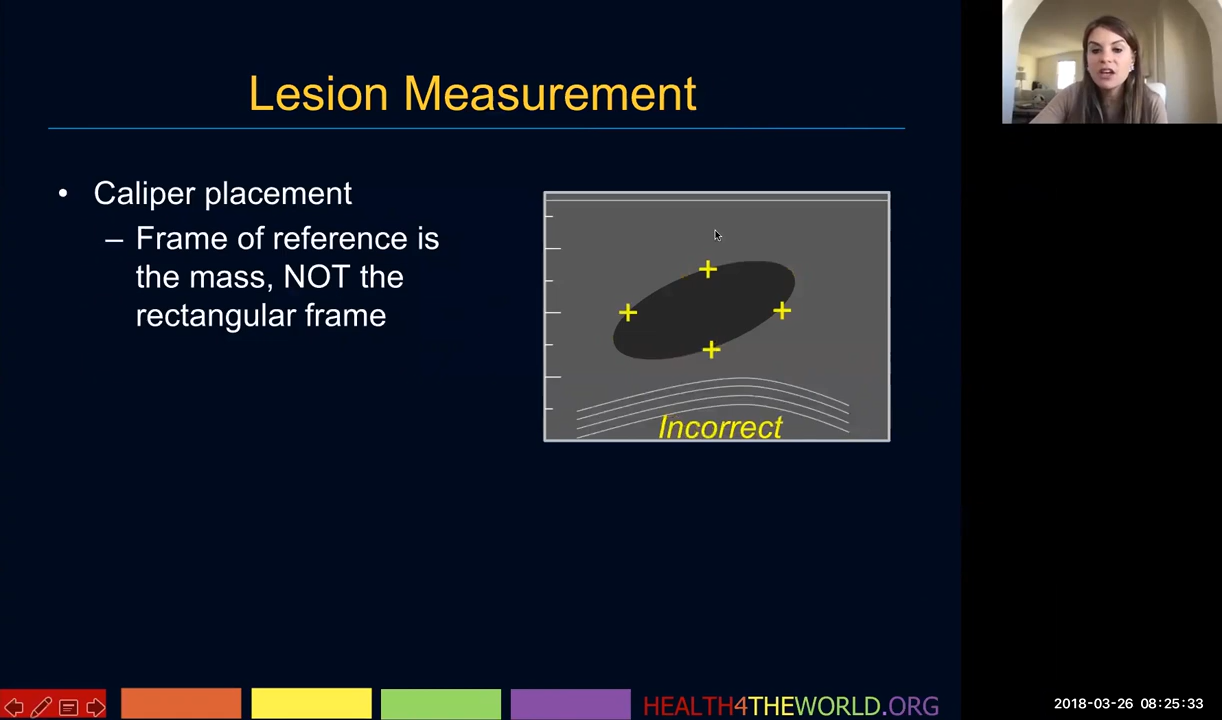 Lesion Measurement
• Caliper placement
– Frame of reference is
the mass, NOT the
rectangular frame
Incorrect
HEALTH4THEWORLD.ORG
2018-03-26 08:25:33